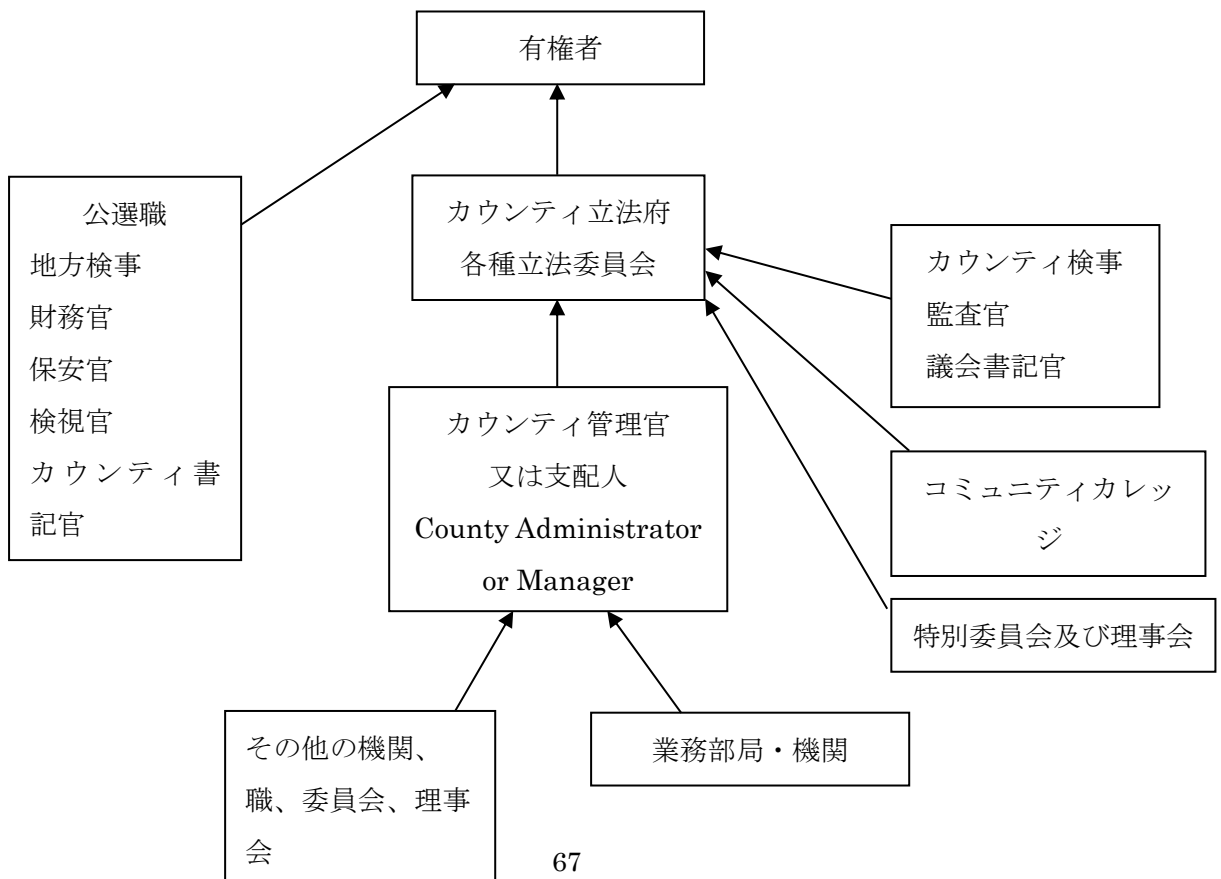 有権者
公選職
地方検事
財務官
保安官
検視官
カウンティ書
記官
カウンティ立法府
各種立法委員会
カウンティ検事
監査官
議会書記官
カウンティ管理官
又は支配人
County Administrator
or Manager
コミュニティカレッ
ジ
特別委員会及び理事会
その他の機関、
職、委員会、理事
会
業務部局・機関
67